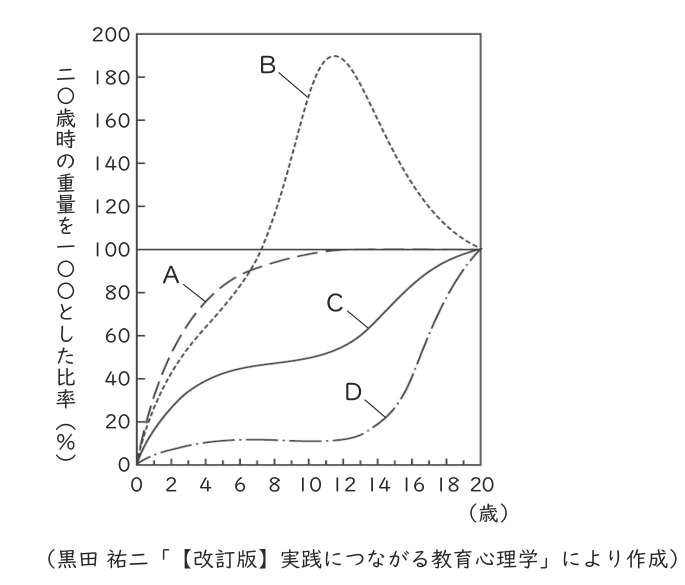 二〇歳時の重量を一〇〇とした比率（%）
200
180
160
140
120
100
80
60
40
20
0
B
A
C
D
0 2 4 6 8 10 12 14 16 18 20
（歳）
（黒田 祐二「【改訂版】実践につながる教育心理学」により作成）